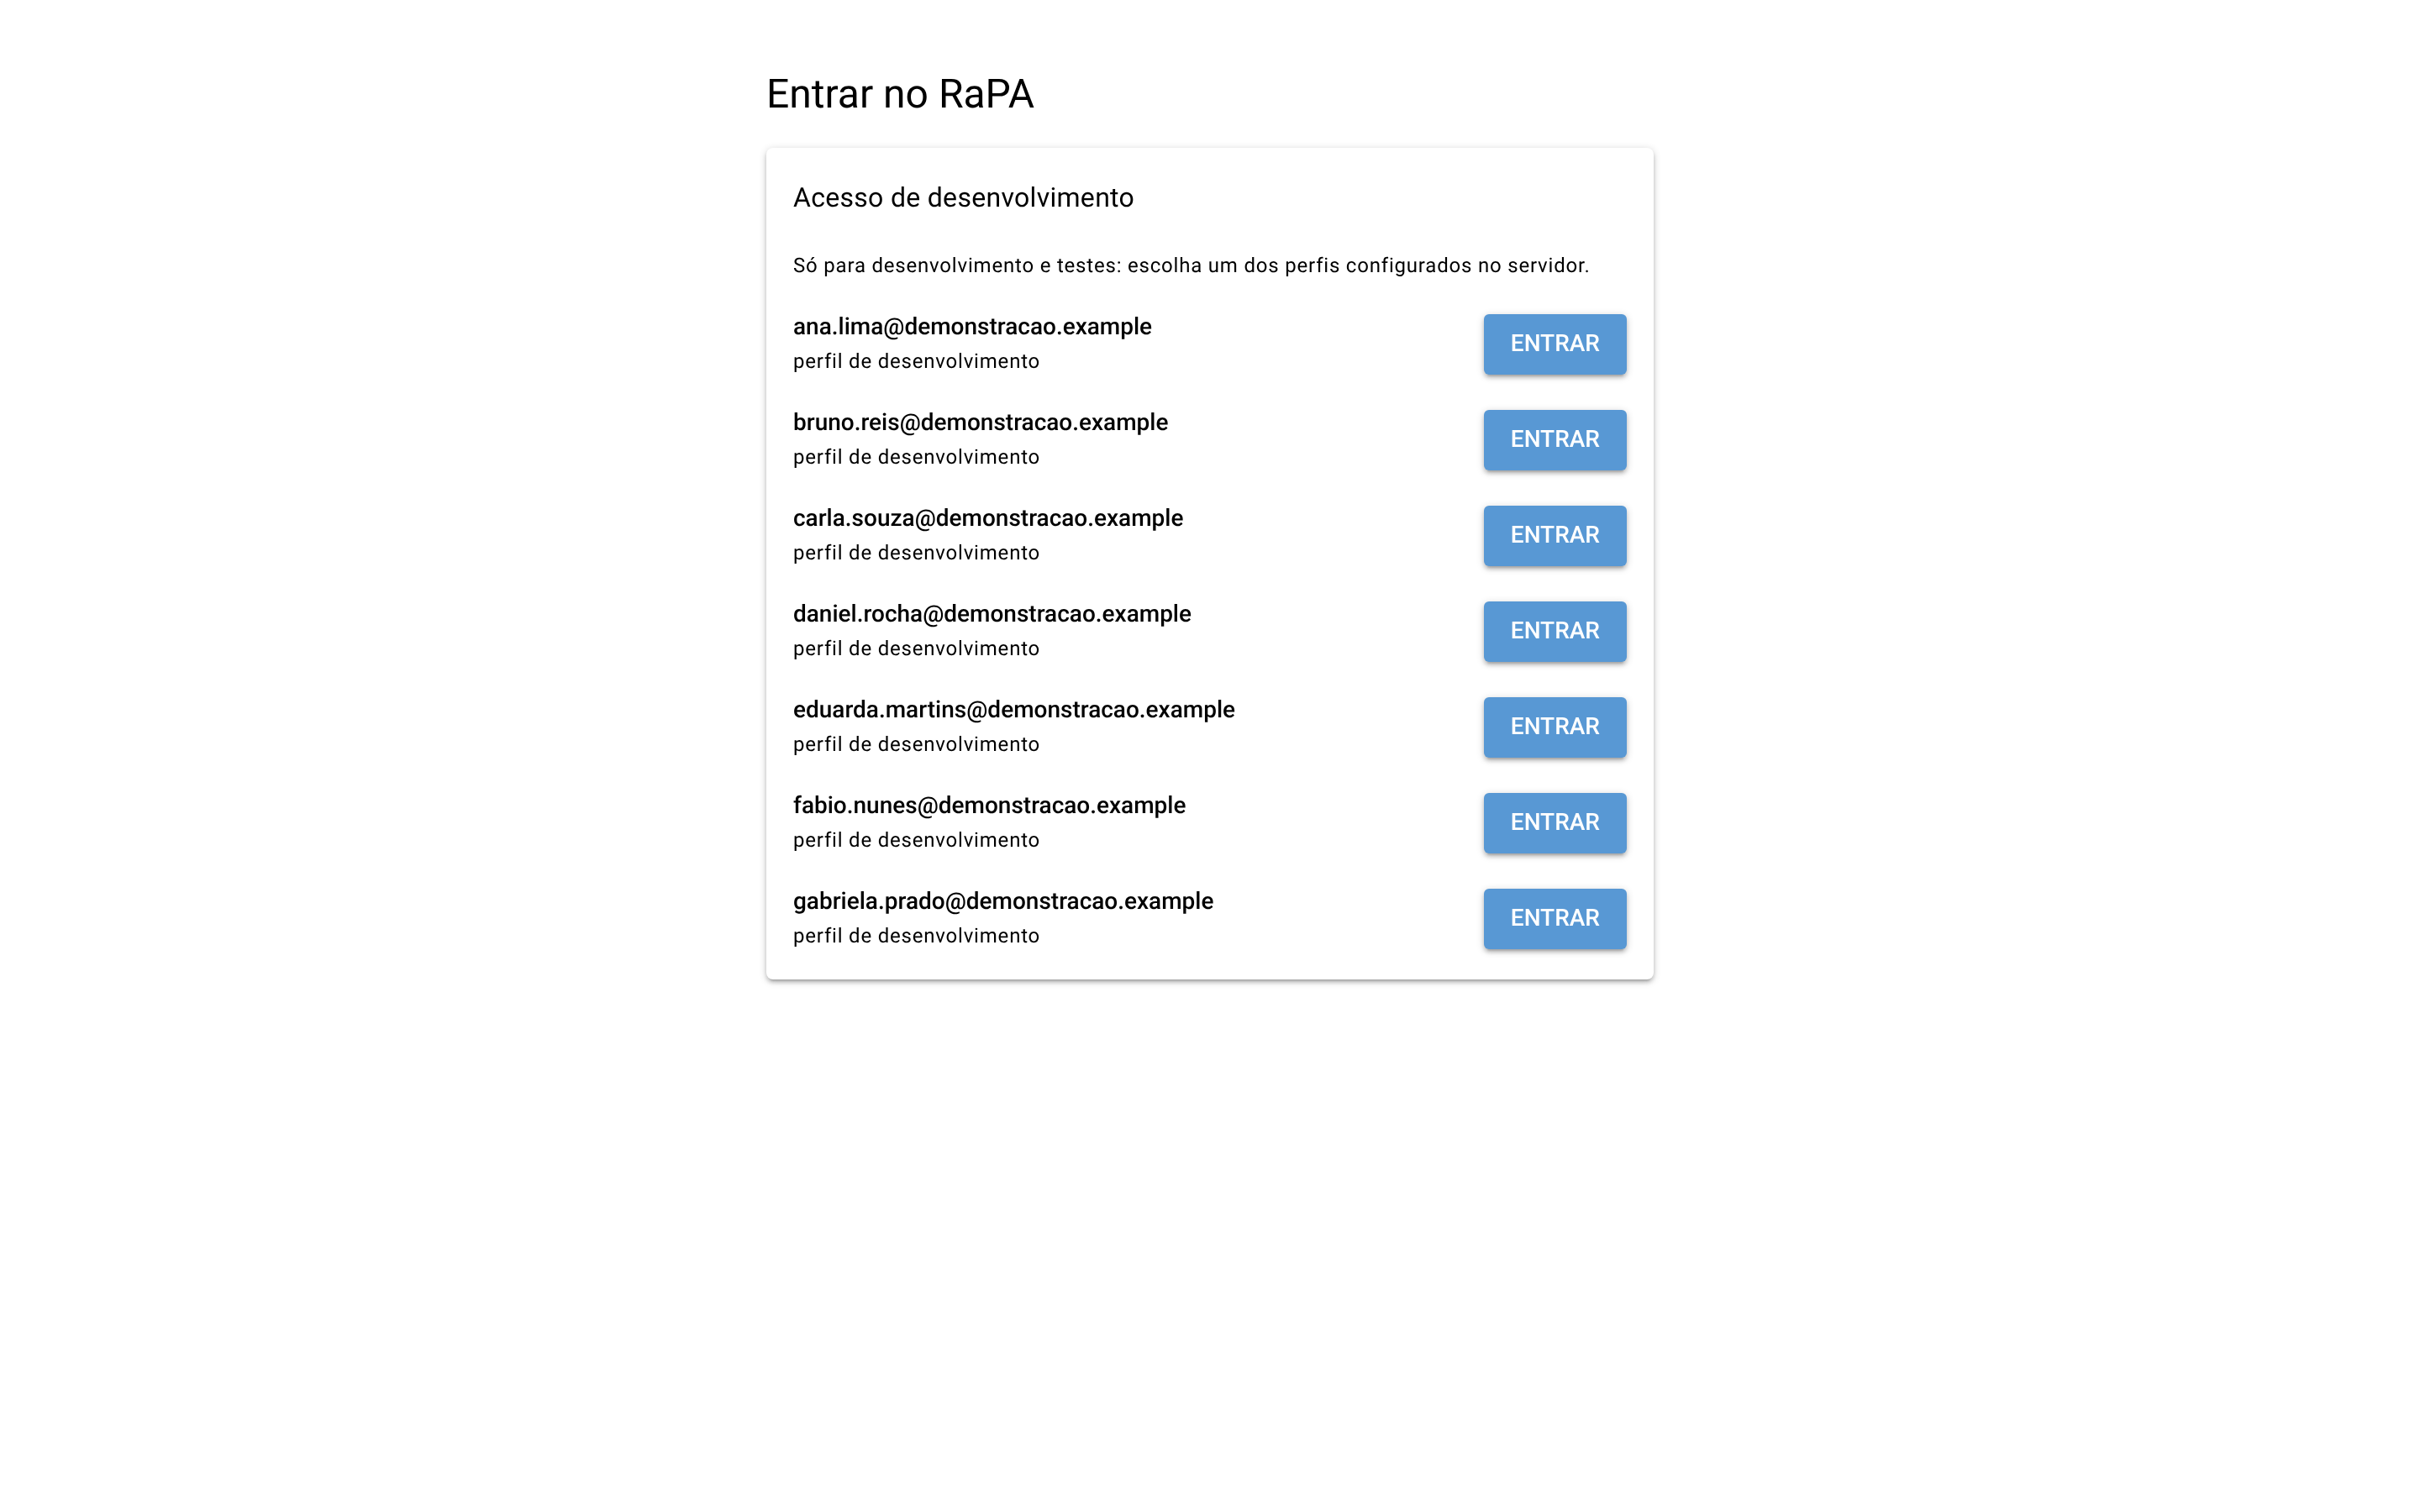 Entrar no RaPA
Acesso de desenvolvimento
Só para desenvolvimento e testes: escolha um dos perfis configurados no servidor.
ana.lima@demonstracao.example
perfil de desenvolvimento
ENTRAR
bruno.reis@demonstracao.example
perfil de desenvolvimento
ENTRAR
carla.souza@demonstracao.example
perfil de desenvolvimento
ENTRAR
daniel.rocha@demonstracao.example
perfil de desenvolvimento
ENTRAR
eduarda.martins@demonstracao.example
perfil de desenvolvimento
ENTRAR
fabio.nunes@demonstracao.example
perfil de desenvolvimento
ENTRAR
gabriela.prado@demonstracao.example
perfil de desenvolvimento
ENTRAR